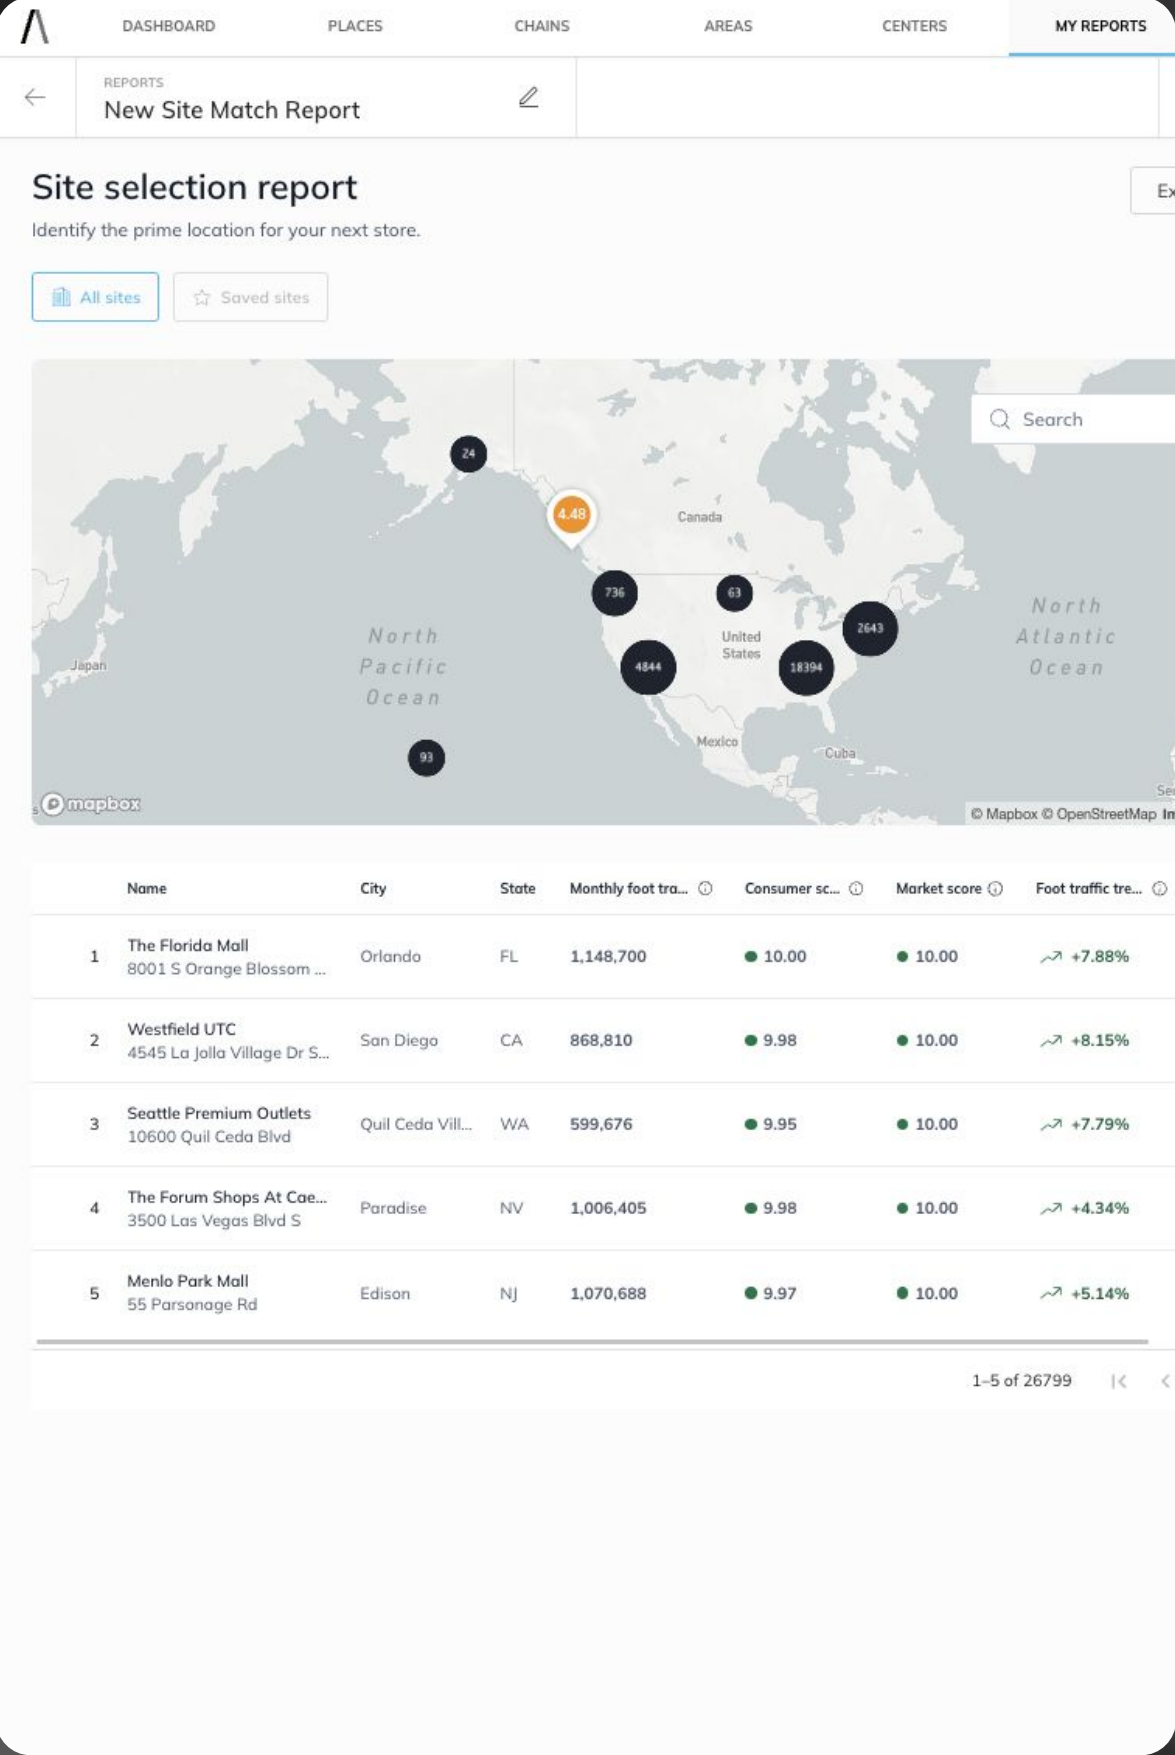 DASHBOARD PLACES CHAINS AREAS CENTERS MY REPORTS
REPORTS
New Site Match Report
Site selection report
Ex
Identify the prime location for your next store.
All sites Saved sites
Search
24
4.48
Canada
736
63
2643
North
Atlantic
Ocean
United
States
North
Pacific
Ocean
Japan
4844
18394
Mexico
Cuba
93
Se
s
mapbox
© Mapbox © OpenStreetMap Im
Name City State Monthly foot tra... Consumer sc... Market score Foot traffic tre...
1 The Florida Mall Orlando FL 1,148,700 10.00 10.00 +7.88%
8001 S Orange Blossom ...
2 Westfield UTC San Diego CA 868,810 9.98 10.00 +8.15%
4545 La Jolla Village Dr S...
3 Seattle Premium Outlets Quil Ceda Vill... WA 599,676 9.95 10.00 +7.79%
10600 Quil Ceda Blvd
4 The Forum Shops At Cae... Paradise NV 1,006,405 9.98 10.00 +4.34%
3500 Las Vegas Blvd S
5 Menlo Park Mall Edison NJ 1,070,688 9.97 10.00 +5.14%
55 Parsonage Rd
1–5 of 26799